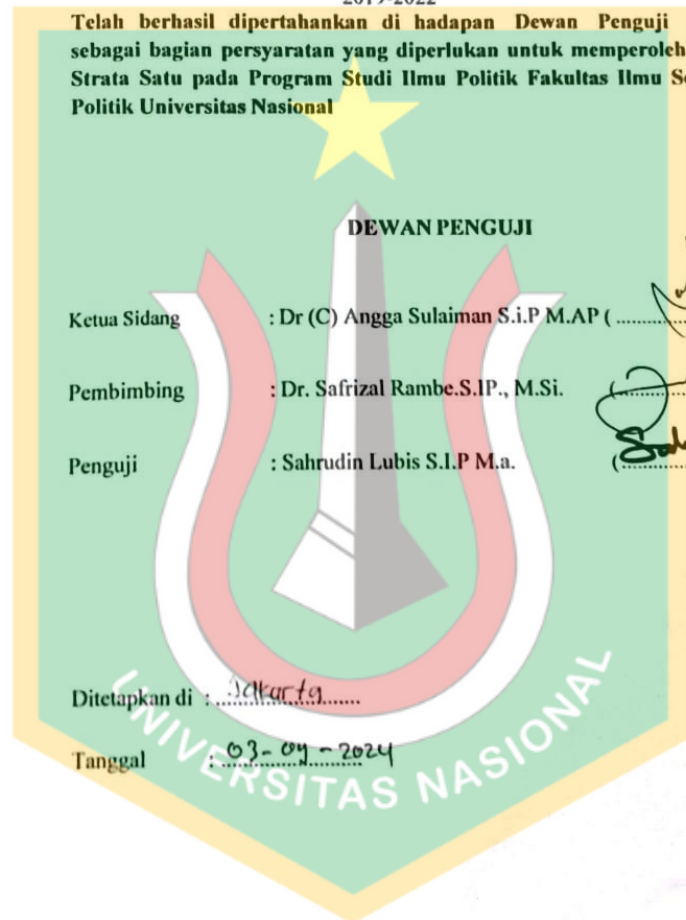 2019-2022
Telah berhasil dipertahankan di hadapan Dewan Penguji
sebagai bagian persyaratan yang diperlukan untuk memperoleh
Strata Satu pada Program Studi Ilmu Politik Fakultas Ilmu
Politik Universitas Nasional
DEWAN PENGUJI
Ketua Sidang : Dr (C) Angga Sulaiman S.i.P M.AP (
Pembimbing : Dr. Safrizal Rambe.S.IP., M.Si.
Penguji : Sahrudin Lubis S.I.P M.a. (
Ditetapkan di : Jakarta
Tanggal : 03-09-2024
UNIVERSITAS NASIONAL